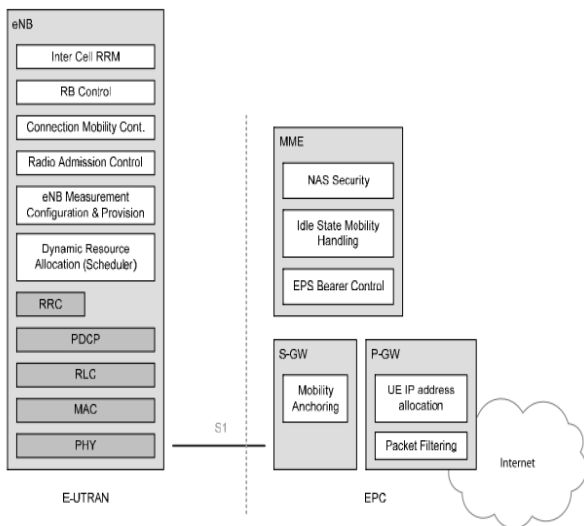 eNB
Inter Cell RRM
RB Control
Connection Mobility Cont.
Radio Admission Control
eNB Measurement
Configuration & Provision
Dynamic Resource
Allocation (Scheduler)
RRC
PDCP
RLC
MAC
PHY
S1
MME
NAS Security
Idle State Mobility
Handling
EPS Bearer Control
S-GW
Mobility
Anchoring
P-GW
UE IP address
allocation
Packet Filtering
Internet
E-UTRAN
EPC